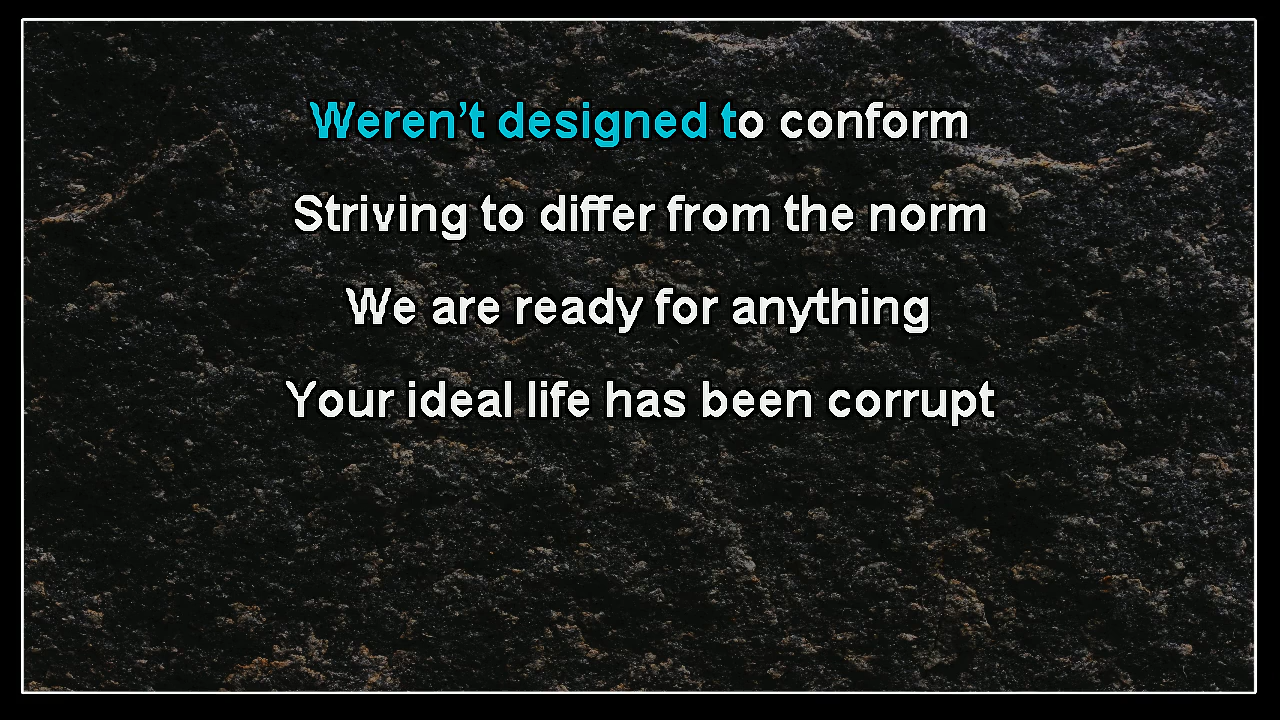 Weren’t designed to conform
Striving to differ from the norm
We are ready for anything
Your ideal life has been corrupt